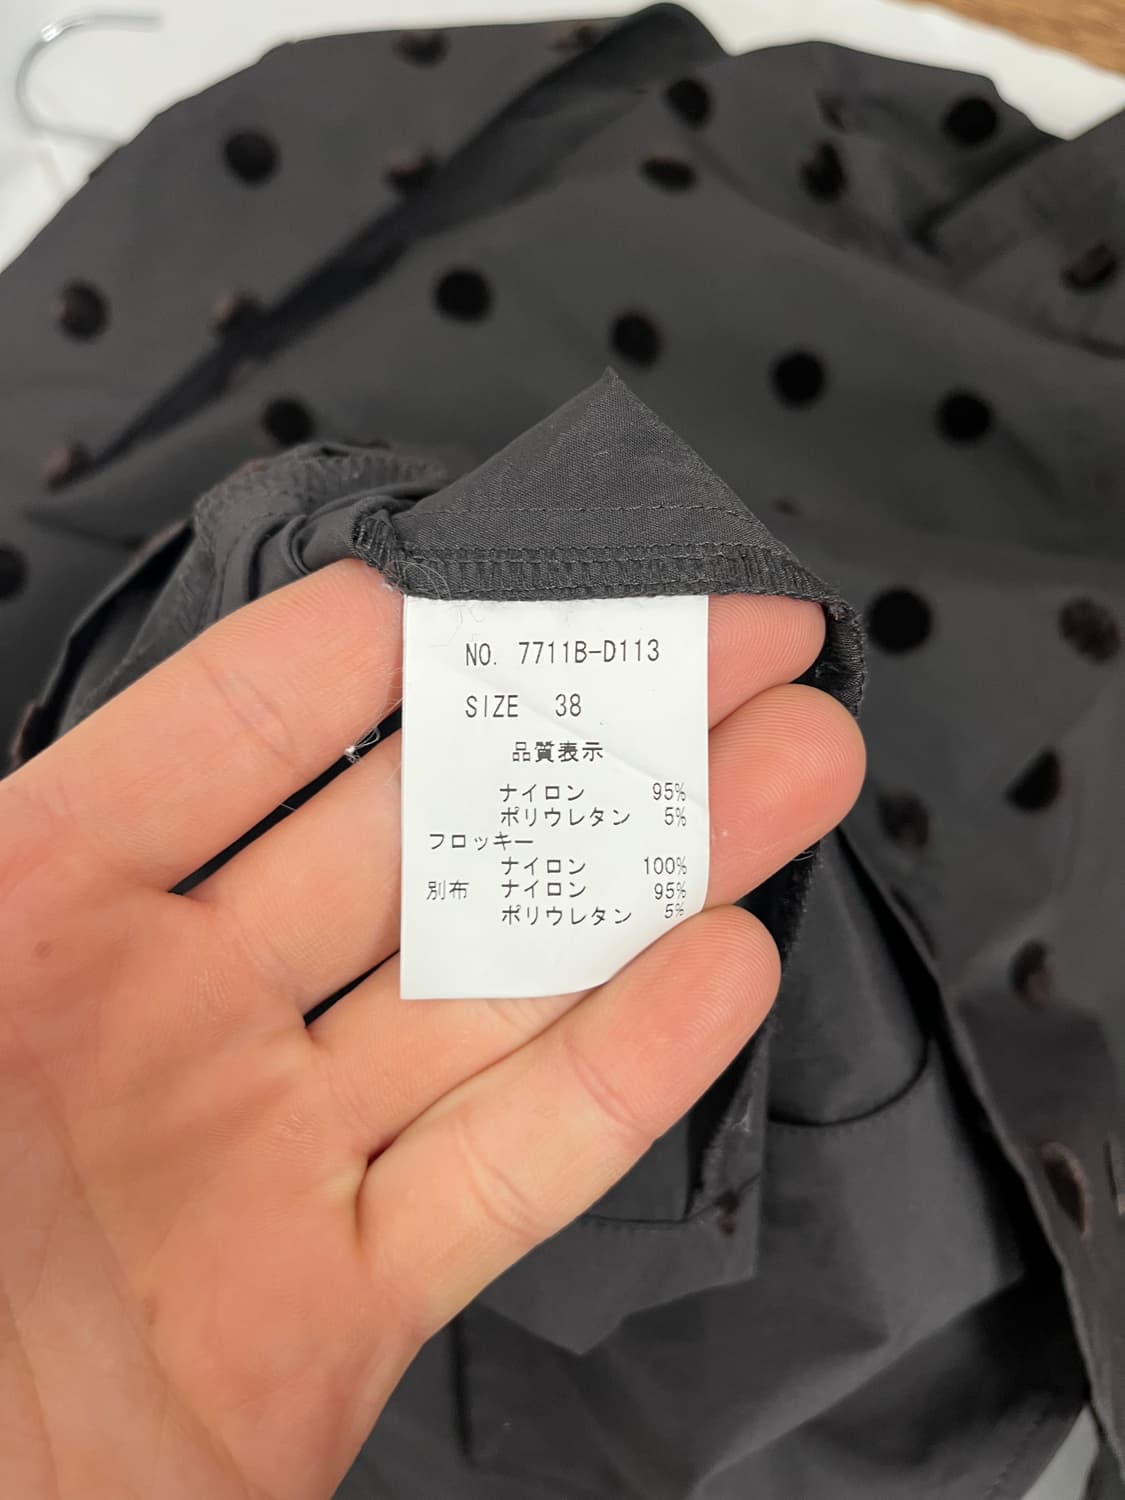 NO. 7711B-D113
SIZE 38
品質表示
ナイロン 95%
ポリウレタン 5%
フロッキー
ナイロン 100%
別布 ナイロン 95%
ポリウレタン 5%